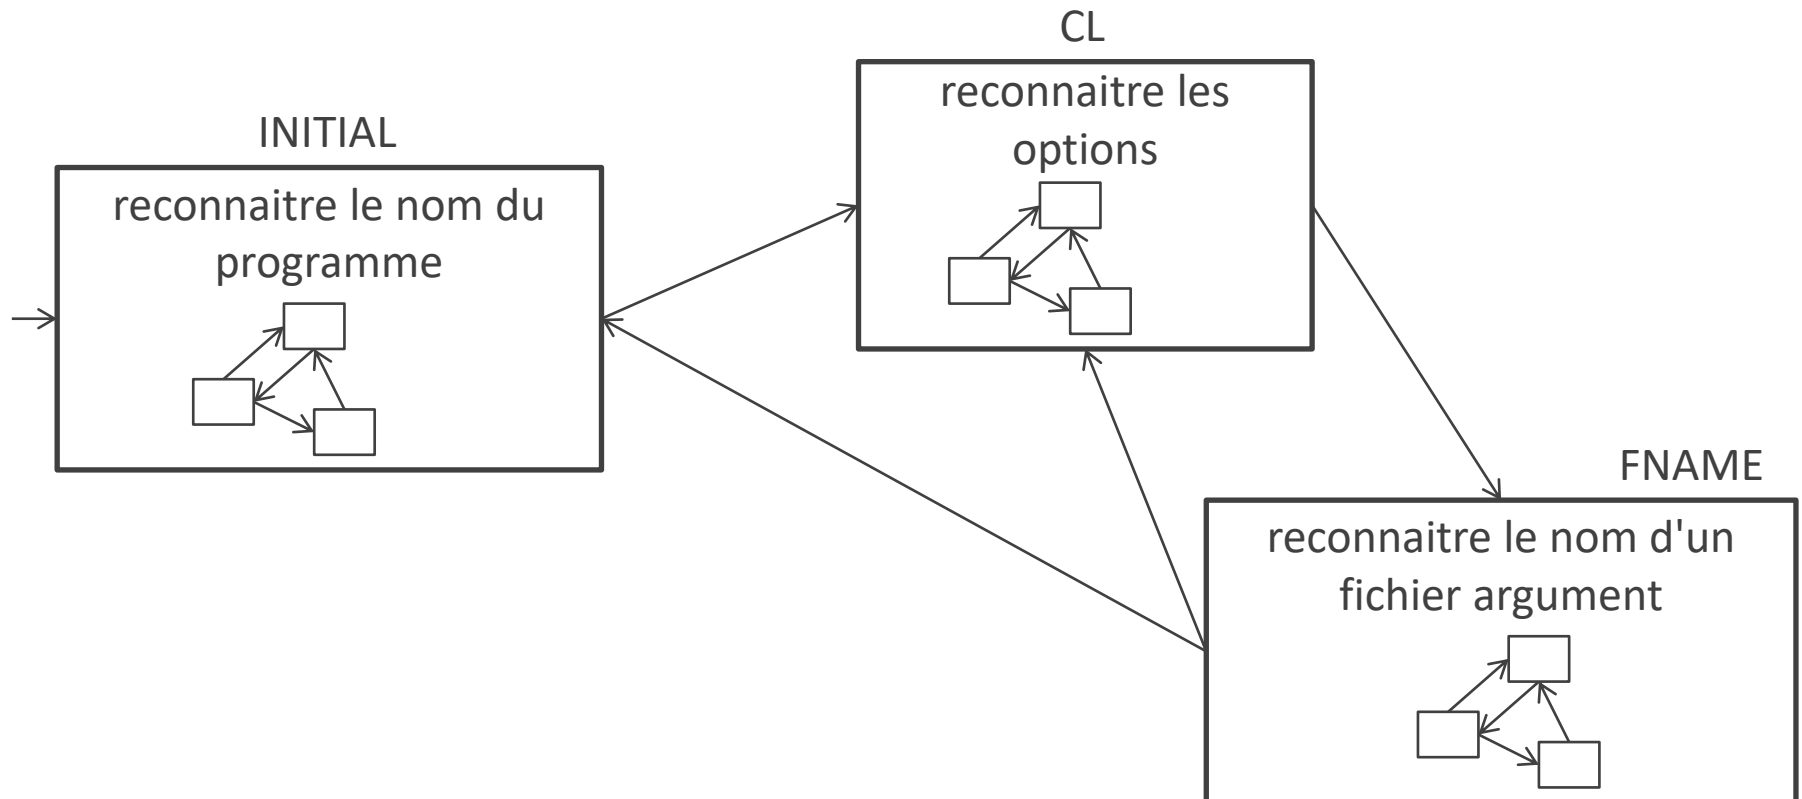 CL
reconnaitre les
options
INITIAL
reconnaitre le nom du
programme
FNAME
reconnaitre le nom d'un
fichier argument